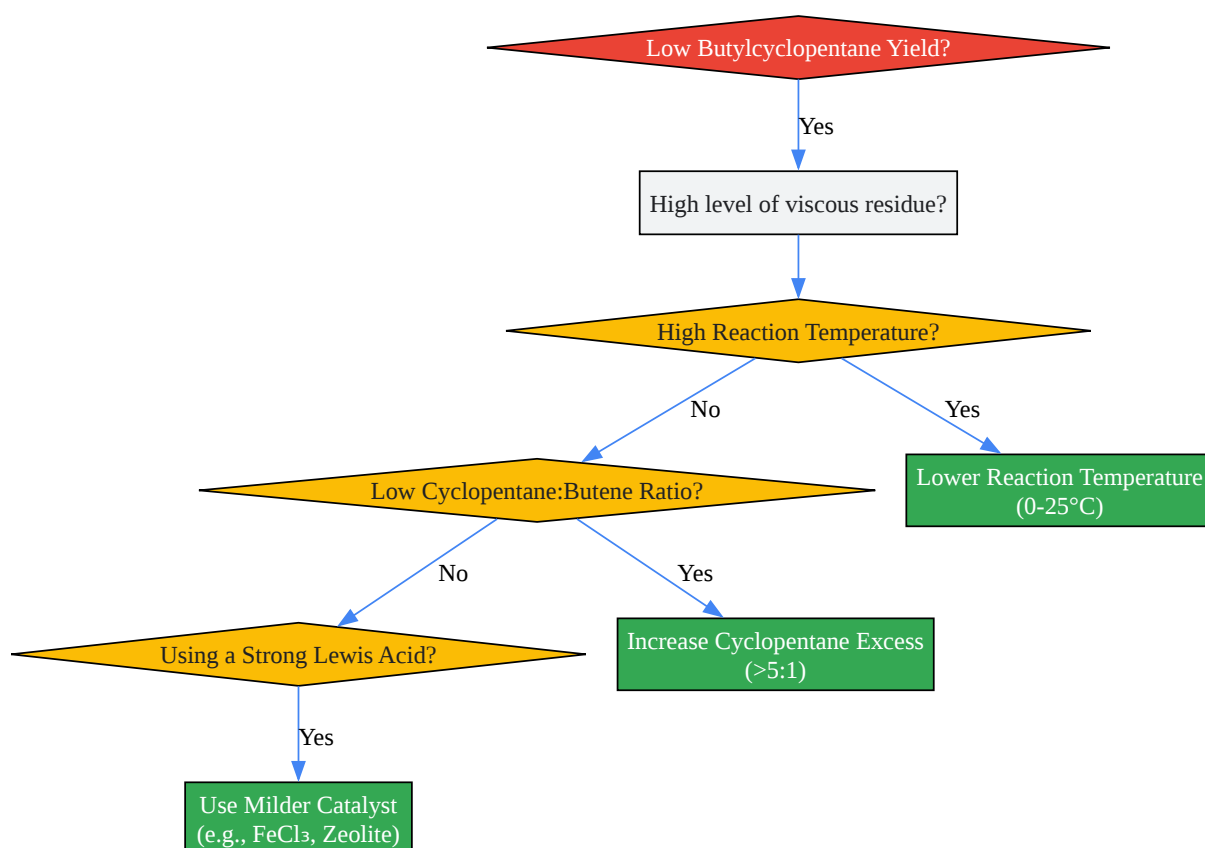 Low Butylcyclopentane Yield?
Yes
High level of viscous residue?
High Reaction Temperature?
No
Yes
Low Cyclopentane:Butene Ratio?
Lower Reaction Temperature
(0-25°C)
No
Yes
Using a Strong Lewis Acid?
Increase Cyclopentane Excess
(>5:1)
Yes
Use Milder Catalyst
(e.g., FeCl₃, Zeolite)